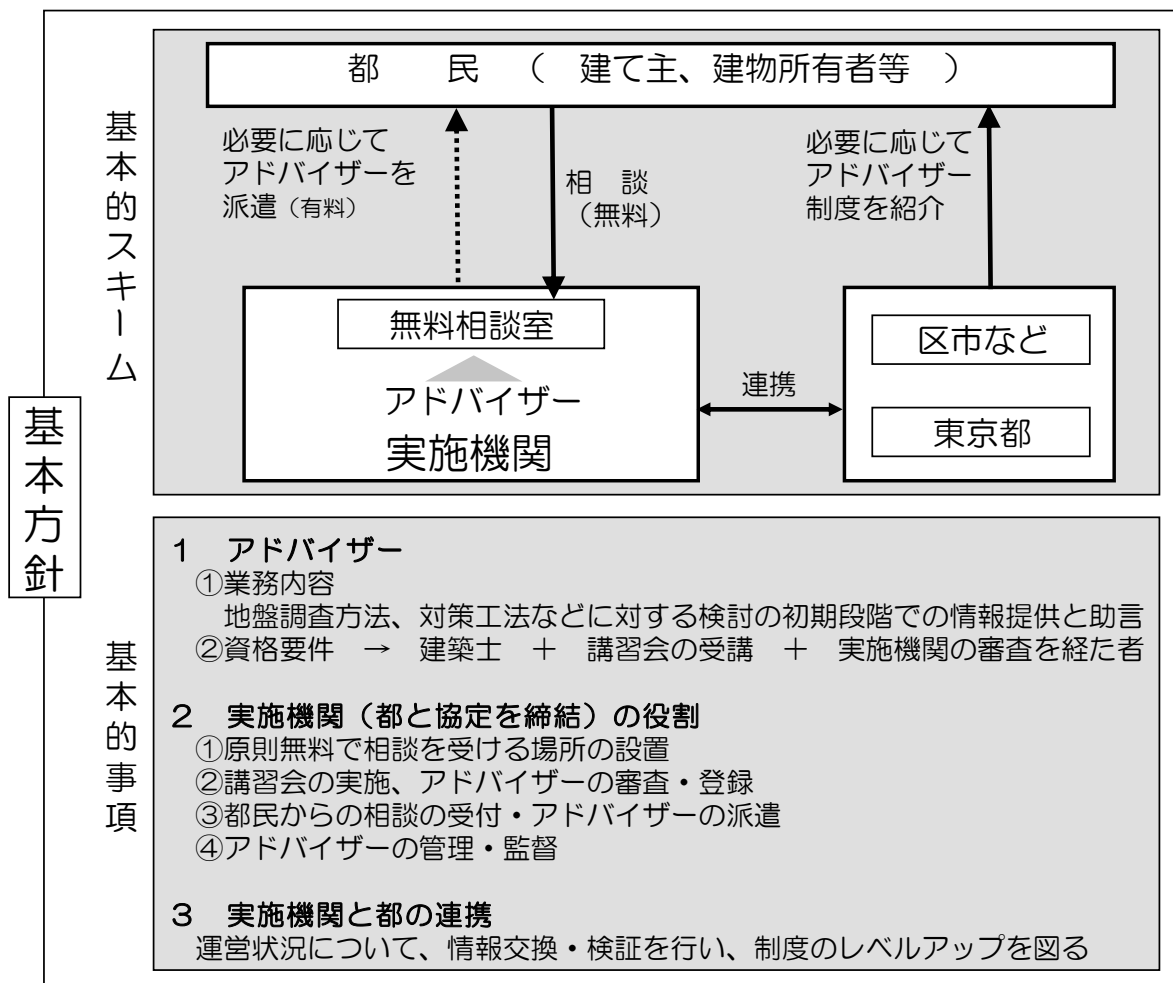 基本方針
基本的スキーム
都　民　（　建て主、建物所有者等　）
必要に応じて
アドバイザーを
派遣（有料）
相　談
（無料）
必要に応じて
アドバイザー
制度を紹介
無料相談室
アドバイザー
実施機関
連携
区市など
東京都
基本的事項
１　アドバイザー
①業務内容
地盤調査方法、対策工法などに対する検討の初期段階での情報提供と助言
②資格要件　→　建築士　＋　講習会の受講　＋　実施機関の審査を経た者
２　実施機関（都と協定を締結）の役割
①原則無料で相談を受ける場所の設置
②講習会の実施、アドバイザーの審査・登録
③都民からの相談の受付・アドバイザーの派遣
④アドバイザーの管理・監督
３　実施機関と都の連携
運営状況について、情報交換・検証を行い、制度のレベルアップを図る